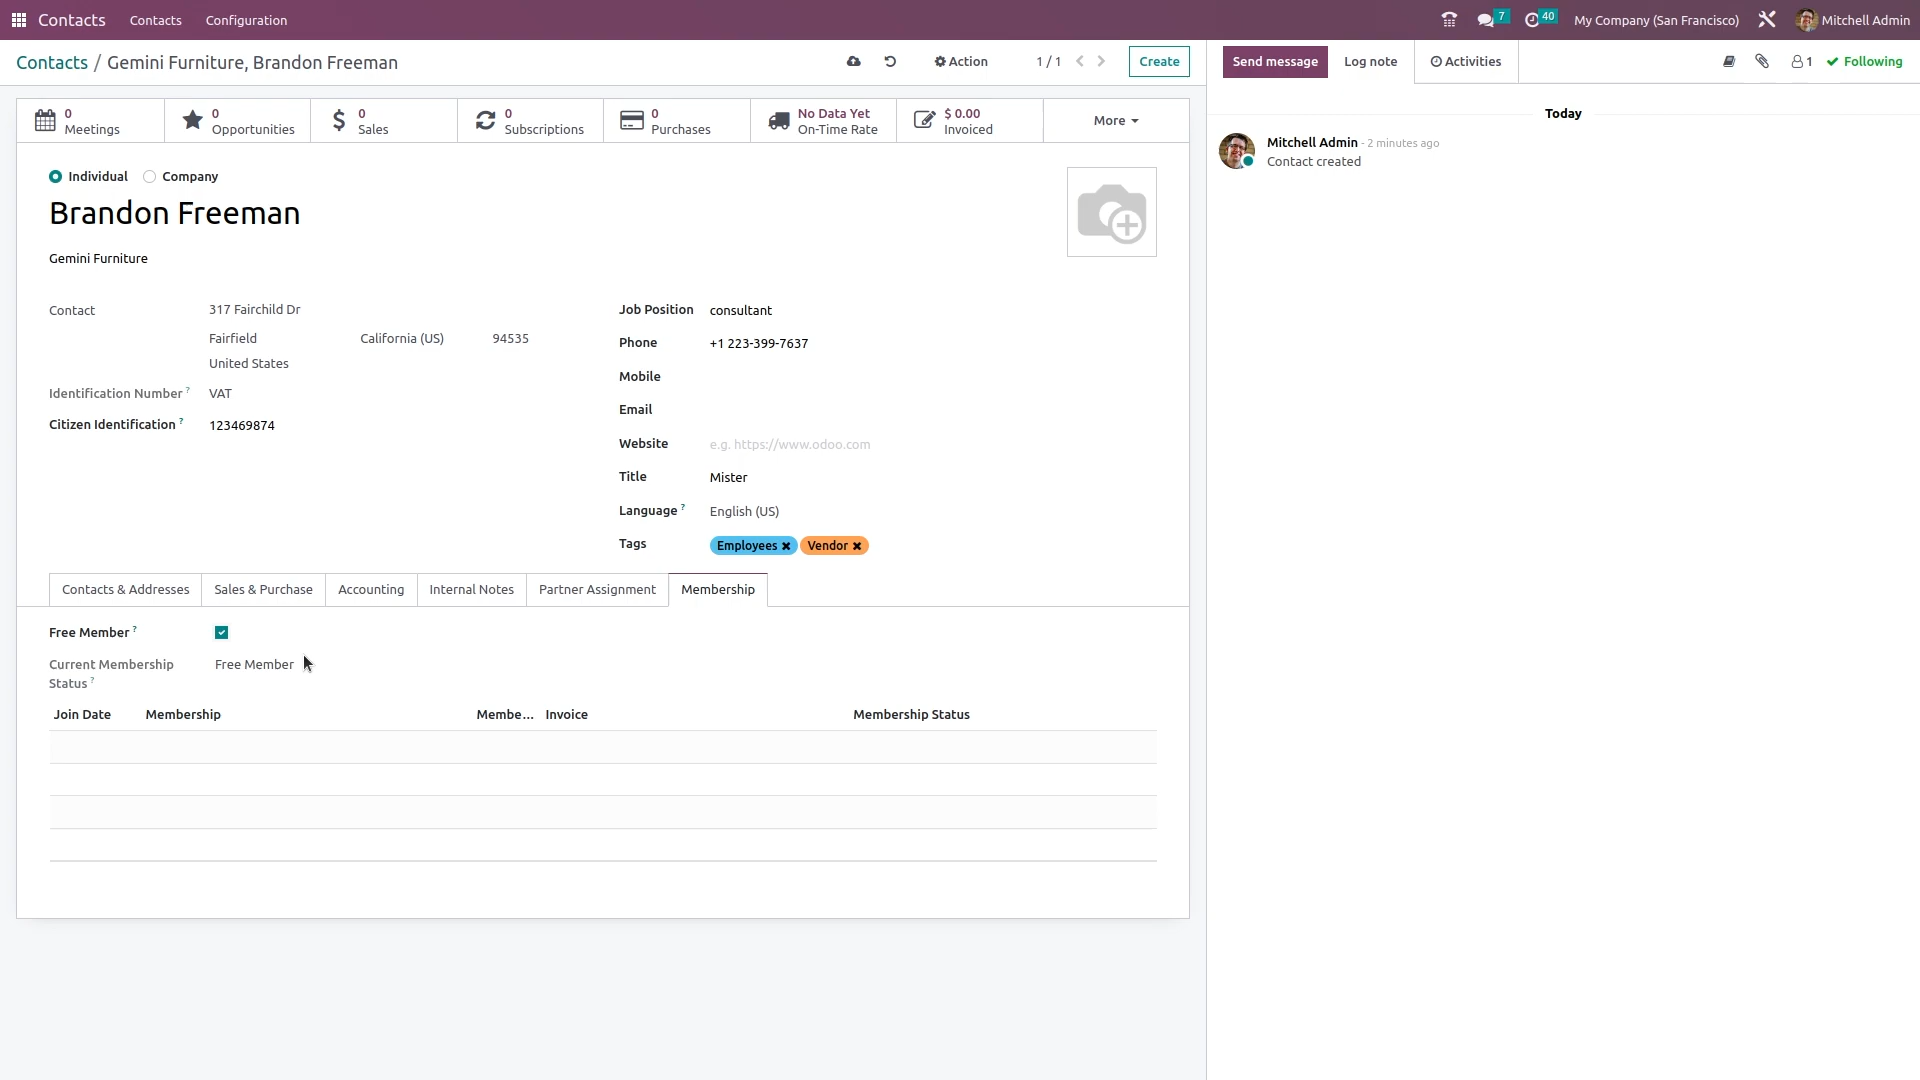 Contacts Contacts Configuration 7 40 My Company (San Francisco) Mitchell Admin
Contacts / Gemini Furniture, Brandon Freeman Action 1 / 1 Create
Send message Log note Activities 1 Following
0 Meetings
0 Opportunities
0 Sales
0 Subscriptions
0 Purchases
No Data Yet On-Time Rate
$ 0.00 Invoiced
More
Today
Mitchell Admin - 2 minutes ago
Contact created
Individual Company
Brandon Freeman
Gemini Furniture
Contact 317 Fairchild Dr
Fairfield California (US) 94535
United States
Identification Number ? VAT
Citizen Identification ? 123469874
Job Position consultant
Phone +1 223-399-7637
Mobile
Email
Website e.g. https://www.odoo.com
Title Mister
Language ? English (US)
Tags Employees Vendor
Contacts & Addresses Sales & Purchase Accounting Internal Notes Partner Assignment Membership
Free Member ?
Current Membership Status ? Free Member
Join Date Membership Membe... Invoice Membership Status